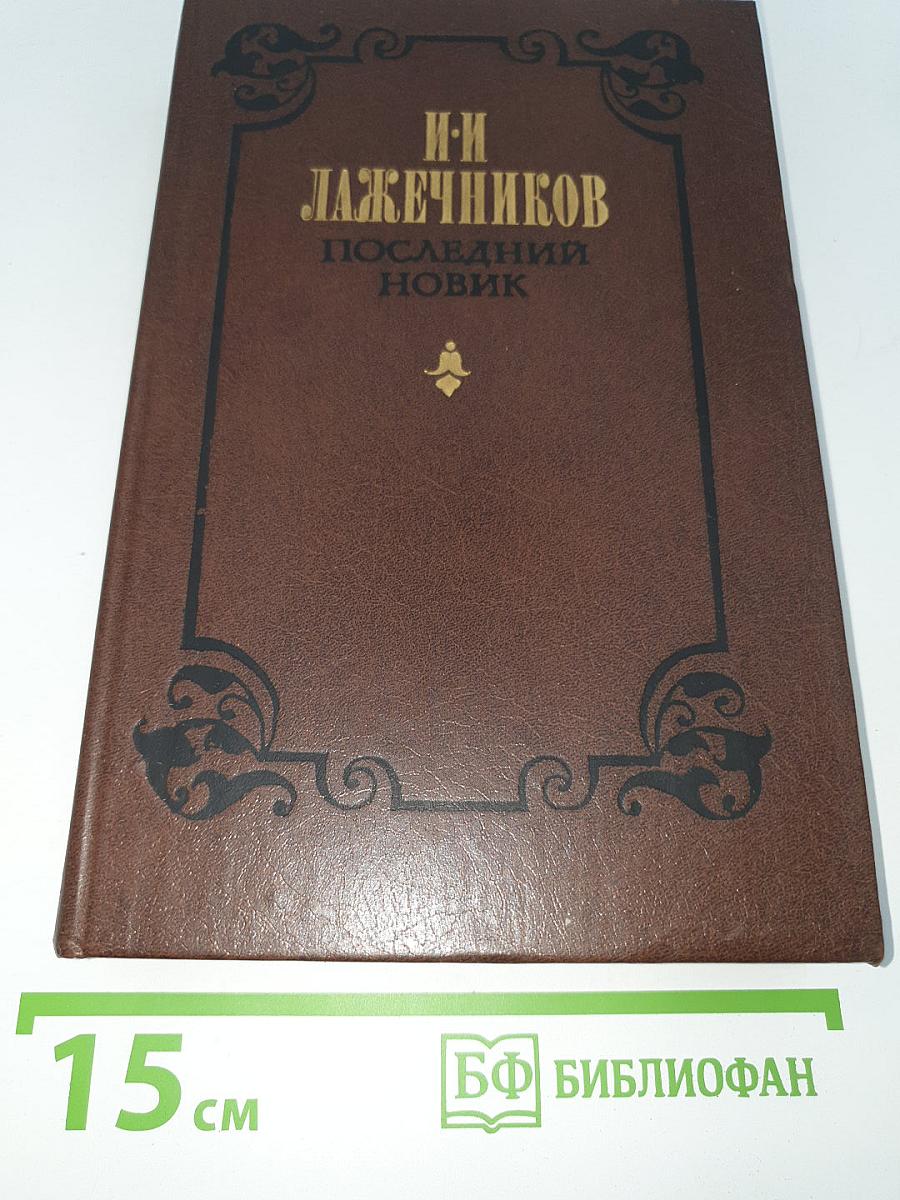 И·И
ЛАЖЕЧНИКОВ
ПОСЛЕДНИЙ
НОВИК
15 см
БФ БИБЛИОФАН